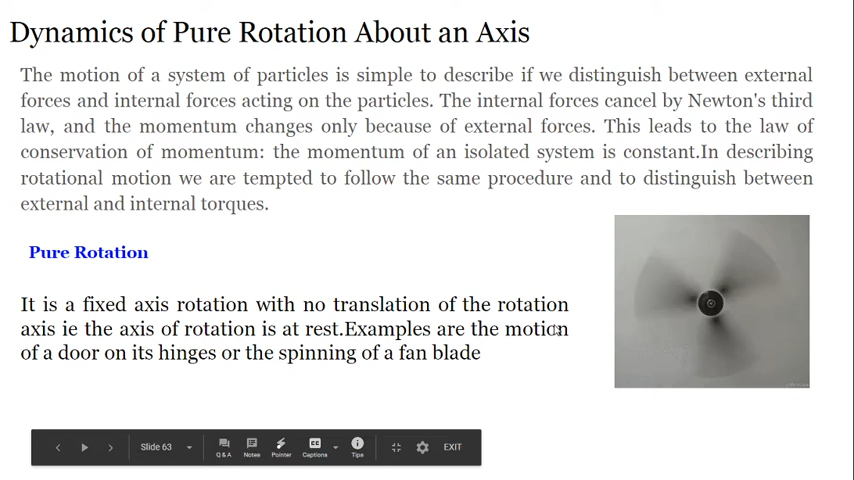 Dynamics of Pure Rotation About an Axis
The motion of a system of particles is simple to describe if we distinguish between external
forces and internal forces acting on the particles. The internal forces cancel by Newton's third
law, and the momentum changes only because of external forces. This leads to the law of
conservation of momentum: the momentum of an isolated system is constant.In describing
rotational motion we are tempted to follow the same procedure and to distinguish between
external and internal torques.
Pure Rotation
It is a fixed axis rotation with no translation of the rotation
axis ie the axis of rotation is at rest.Examples are the motion
of a door on its hinges or the spinning of a fan blade
Slide 63
Q & A
Notes
Pointer
CC
Captions
Tips
EXIT